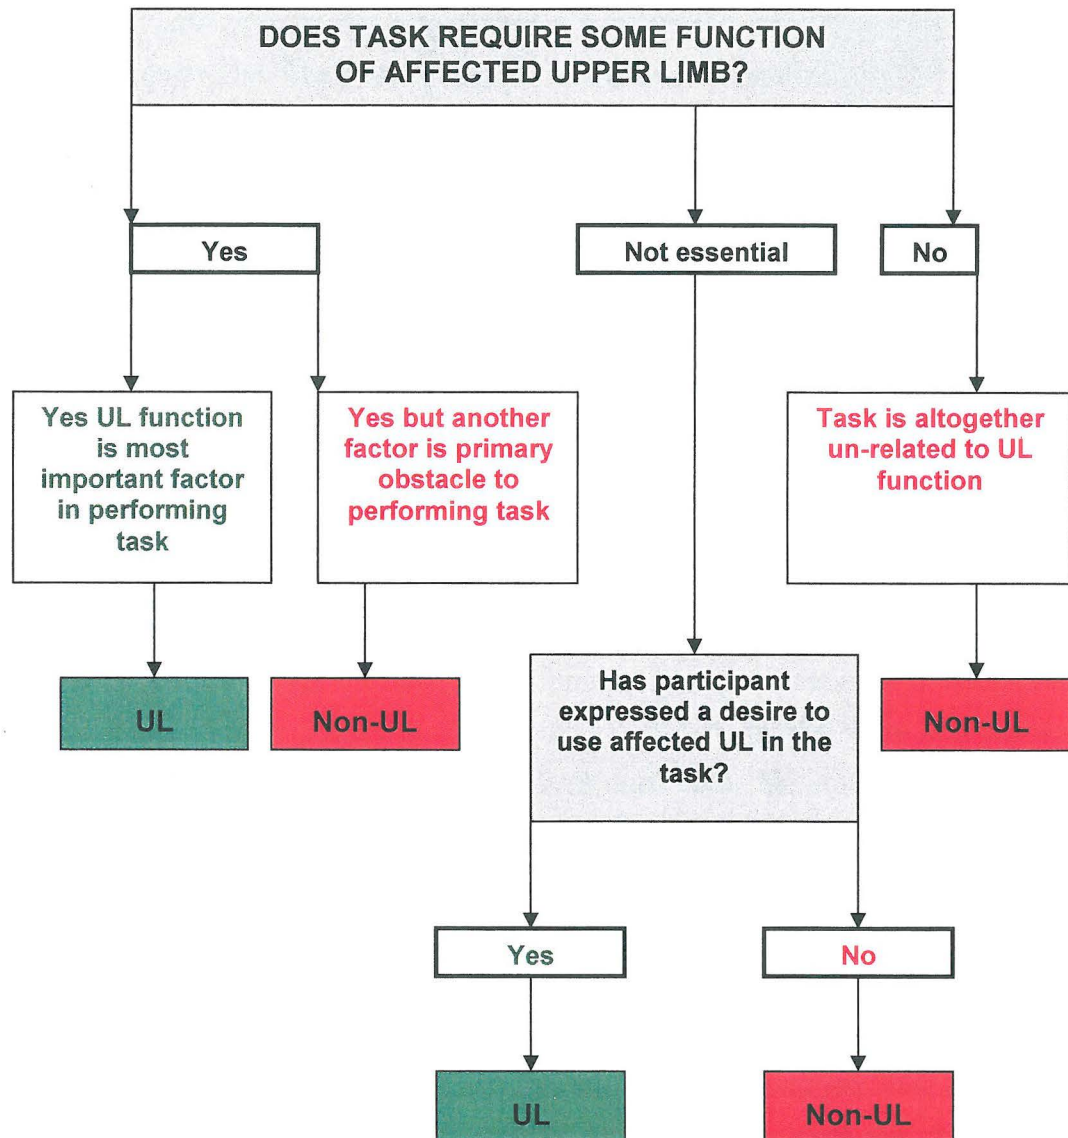 DOES TASK REQUIRE SOME FUNCTION
OF AFFECTED UPPER LIMB?
Yes
Not essential
No
Yes UL function
is most
important factor
in performing
task
Yes but another
factor is primary
obstacle to
performing task
Task is altogether
un-related to UL
function
UL
Non-UL
Non-UL
Has participant
expressed a desire to
use affected UL in the
task?
Yes
No
UL
Non-UL